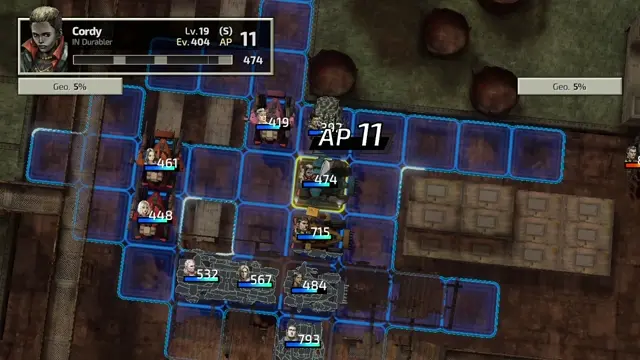 Cordy Lv. 19 (S)
IN Durabler Ev. 404 AP 11
474
Geo. 5%
Geo. 5%
419
AP 11
461
474
448
715
532
567
484
793